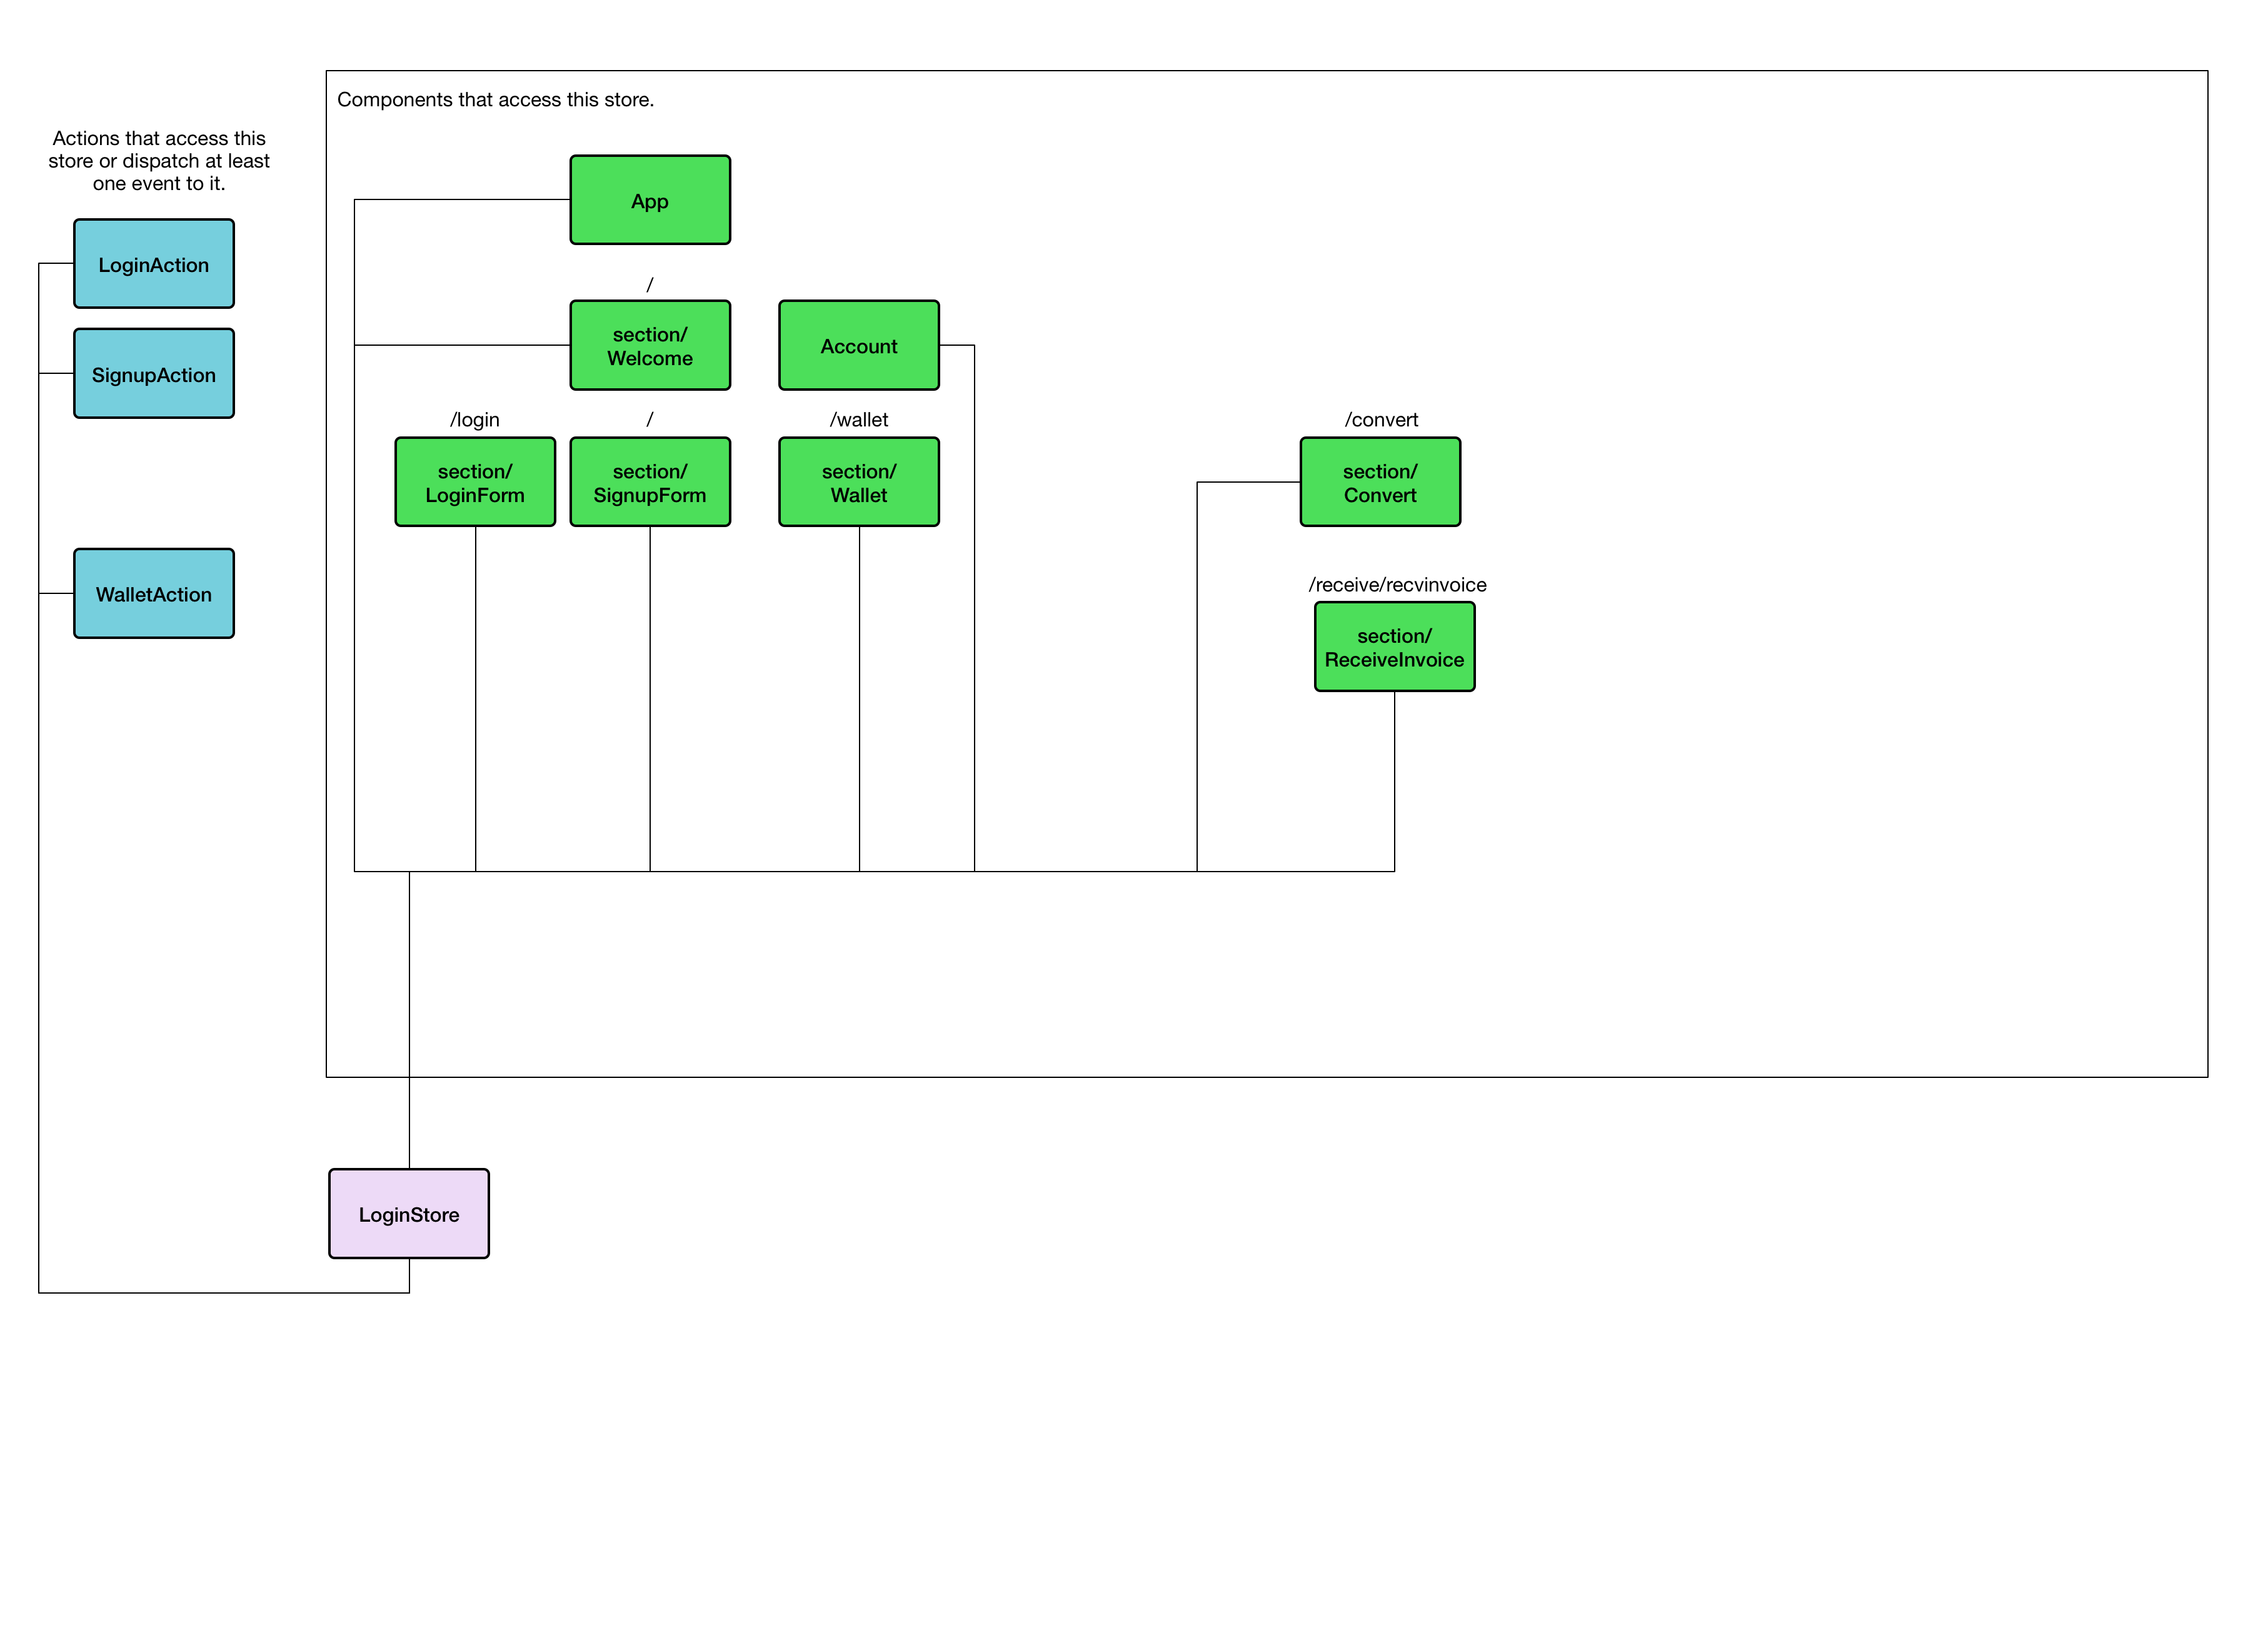 Components that access this store.
Actions that access this
store or dispatch at least
one event to it.
LoginAction
SignupAction
WalletAction
App
/
section/
Welcome
Account
/login
section/
LoginForm
/
section/
SignupForm
/wallet
section/
Wallet
/convert
section/
Convert
/receive/recvinvoice
section/
ReceiveInvoice
LoginStore